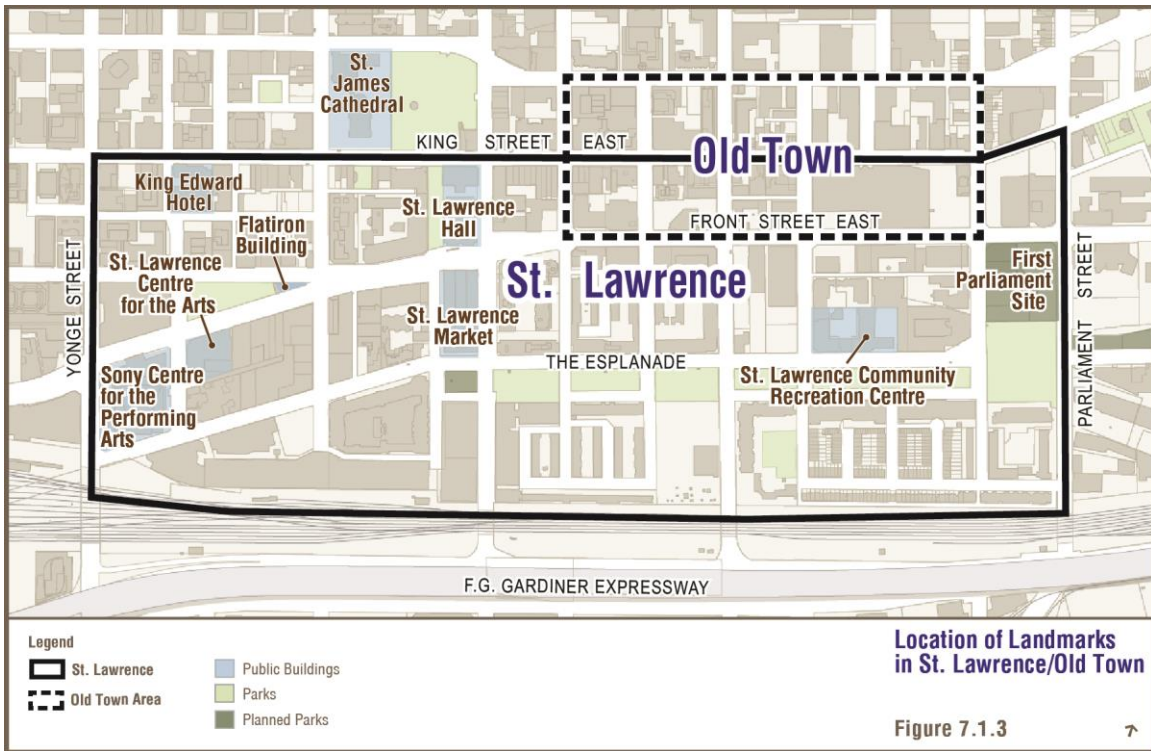 St.
James
Cathedral
KING STREET EAST
Old Town
King Edward
Hotel
St. Lawrence
Hall
FRONT STREET EAST
Flatiron
Building
St. Lawrence
Centre
for the Arts
St. Lawrence
First
Parliament
Site
YONGE STREET
St. Lawrence
Market
PARLIAMENT STREET
THE ESPLANADE
Sony Centre
for the
Performing
Arts
St. Lawrence Community
Recreation Centre
F.G. GARDINER EXPRESSWAY
Legend
St. Lawrence
Old Town Area
Public Buildings
Parks
Planned Parks
Location of Landmarks
in St. Lawrence/Old Town
Figure 7.1.3